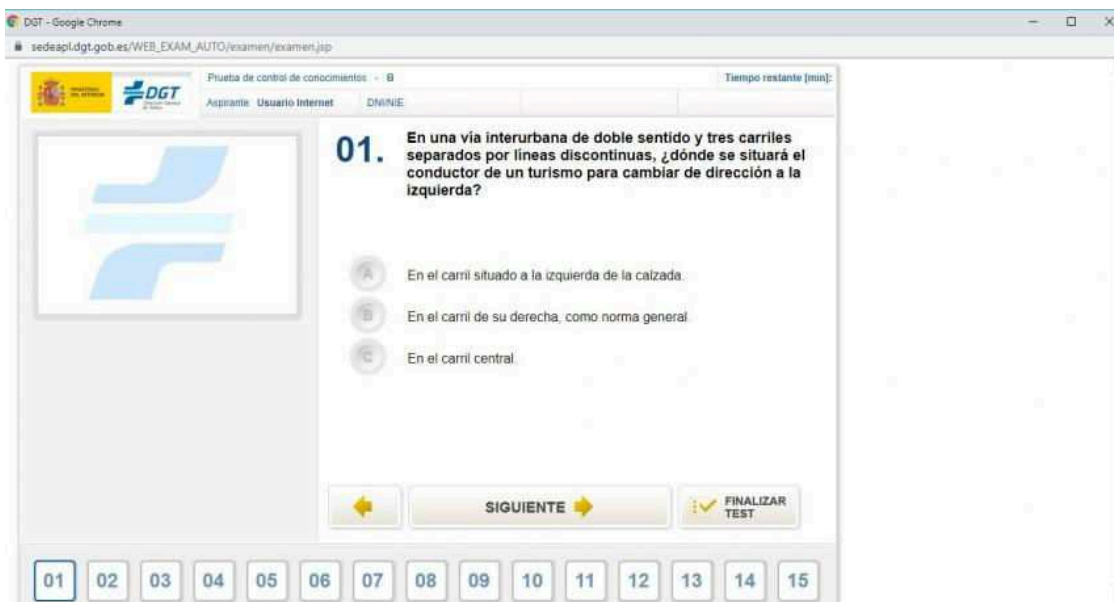 DGT - Google Chrome
sedeapl.dgt.gob.es/WEB_EXAM_AUTO/examen/examen.jsp
DGT
Prueba de control de conocimientos - B
Tiempo restante [min]:
Aspirante Usuario Internet DNI/NIE
01.
En una vía interurbana de doble sentido y tres carriles
separados por líneas discontinuas, ¿dónde se situará el
conductor de un turismo para cambiar de dirección a la
izquierda?
A En el carril situado a la izquierda de la calzada.
B En el carril de su derecha, como norma general.
C En el carril central.
SIGUIENTE
FINALIZAR
TEST
01 02 03 04 05 06 07 08 09 10 11 12 13 14 15